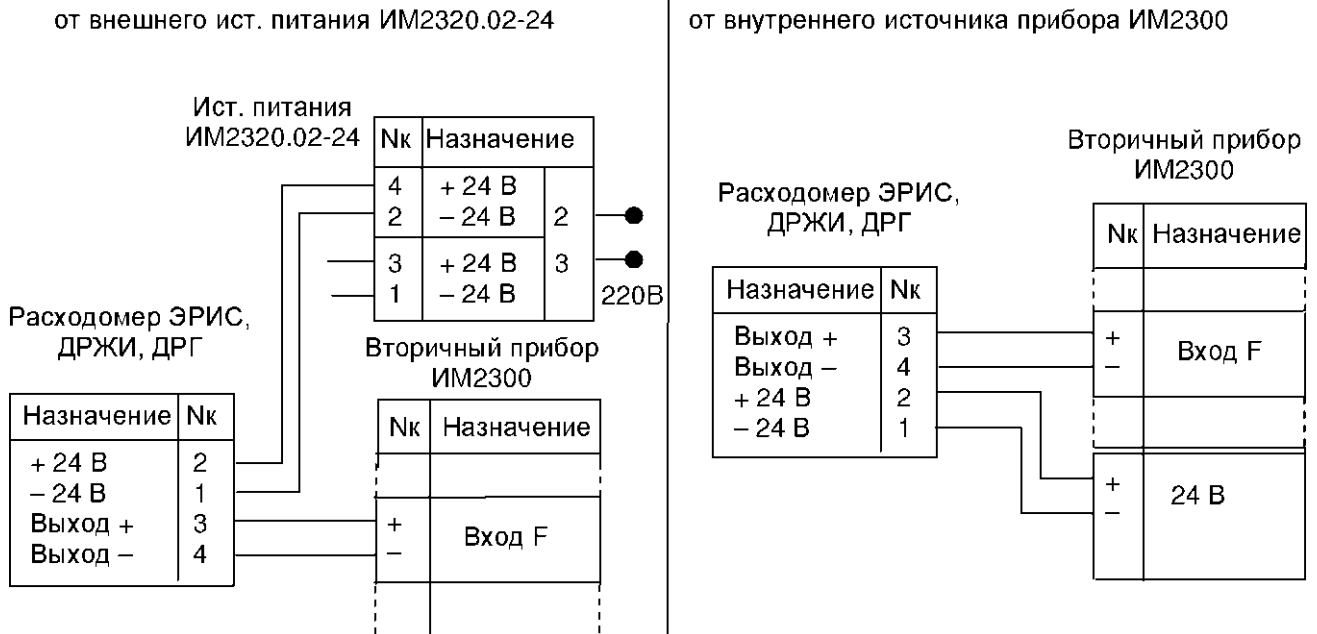 от внешнего ист. питания ИМ2320.02-24
Ист. питания
ИМ2320.02-24
Nк Назначение
4 + 24 В
2 – 24 В 2
3 + 24 В 3
1 – 24 В
220В
Расходомер ЭРИС,
ДРЖИ, ДРГ
Назначение Nк
+ 24 В 2
– 24 В 1
Выход + 3
Выход – 4
Вторичный прибор
ИМ2300
Nк Назначение
+ Вход F
–
от внутреннего источника прибора ИМ2300
Расходомер ЭРИС,
ДРЖИ, ДРГ
Назначение Nк
Выход + 3
Выход – 4
+ 24 В 2
– 24 В 1
Вторичный прибор
ИМ2300
Nк Назначение
+ Вход F
–
+ 24 В
–